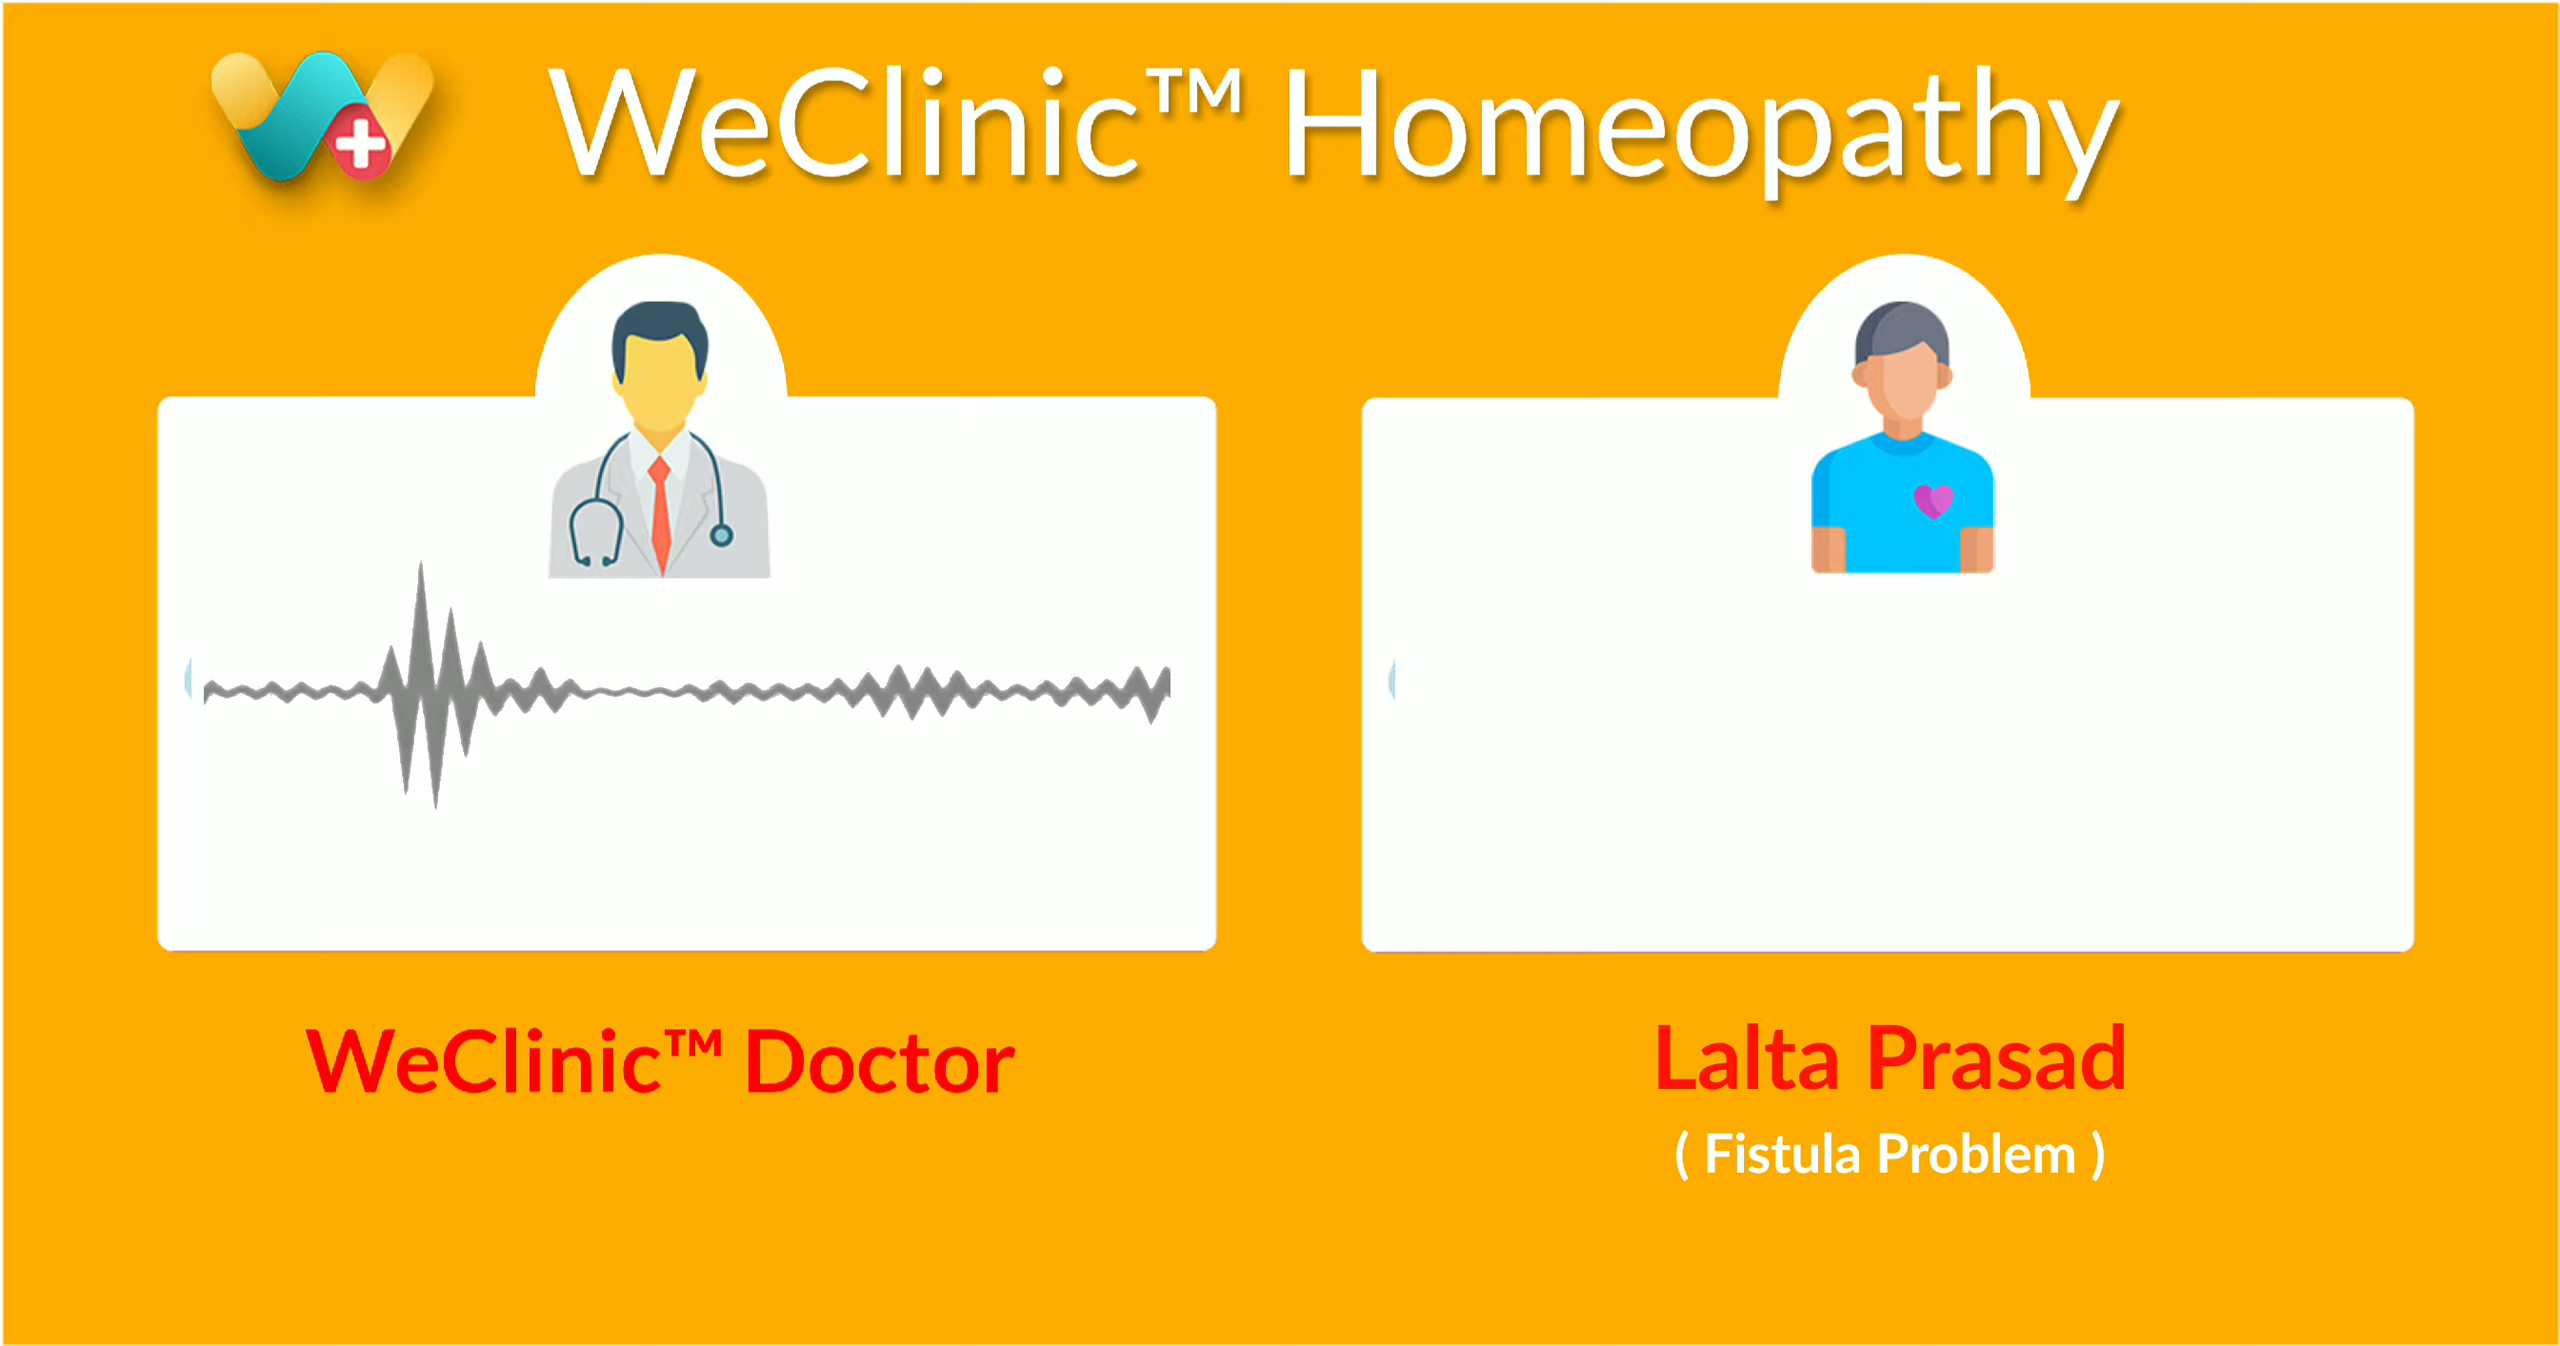 WeClinic™ Homeopathy
WeClinic™ Doctor
Lalta Prasad
( Fistula Problem )